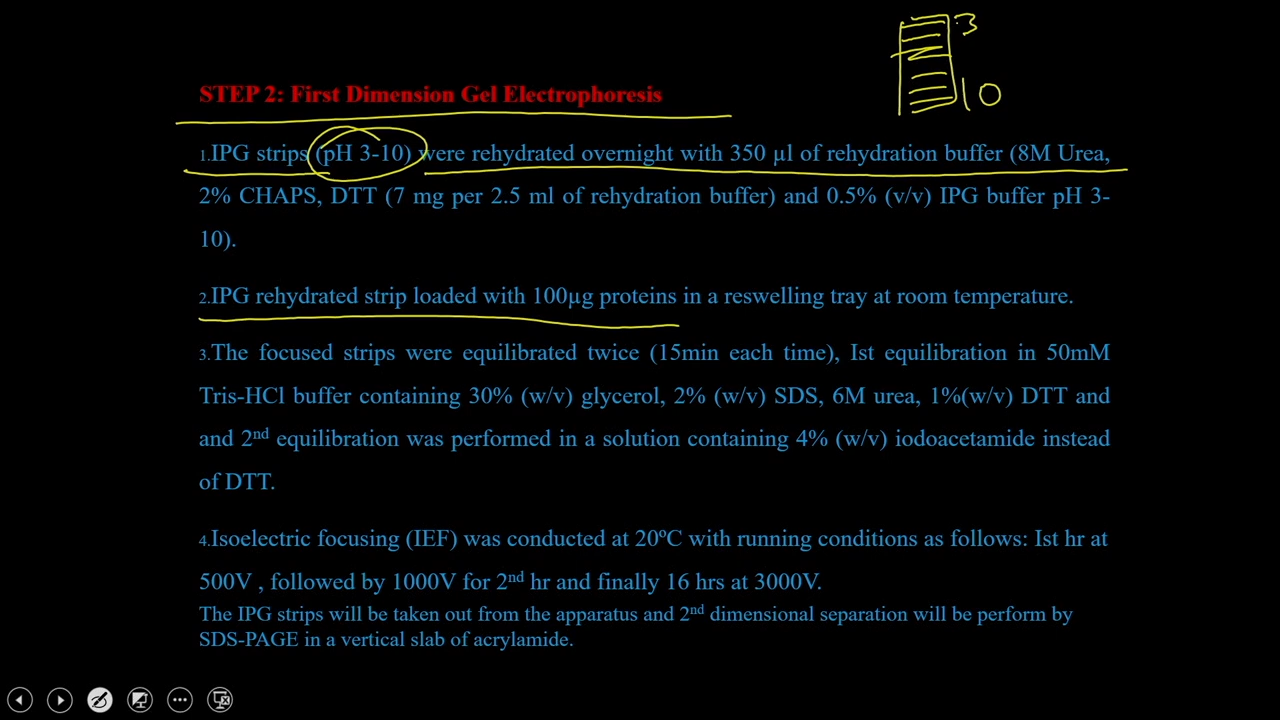 3
10
STEP 2: First Dimension Gel Electrophoresis
1.IPG strips (pH 3-10) were rehydrated overnight with 350 µl of rehydration buffer (8M Urea,
2% CHAPS, DTT (7 mg per 2.5 ml of rehydration buffer) and 0.5% (v/v) IPG buffer pH 3-
10).
2.IPG rehydrated strip loaded with 100µg proteins in a reswelling tray at room temperature.
3.The focused strips were equilibrated twice (15min each time), Ist equilibration in 50mM
Tris-HCl buffer containing 30% (w/v) glycerol, 2% (w/v) SDS, 6M urea, 1%(w/v) DTT and
and 2nd equilibration was performed in a solution containing 4% (w/v) iodoacetamide instead
of DTT.
4.Isoelectric focusing (IEF) was conducted at 20ºC with running conditions as follows: Ist hr at
500V , followed by 1000V for 2nd hr and finally 16 hrs at 3000V.
The IPG strips will be taken out from the apparatus and 2nd dimensional separation will be perform by
SDS-PAGE in a vertical slab of acrylamide.